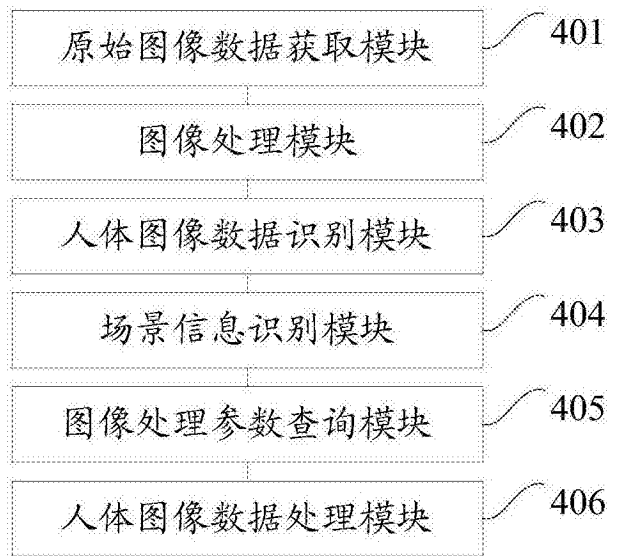 原始图像数据获取模块 401
图像处理模块 402
人体图像数据识别模块 403
场景信息识别模块 404
图像处理参数查询模块 405
人体图像数据处理模块 406